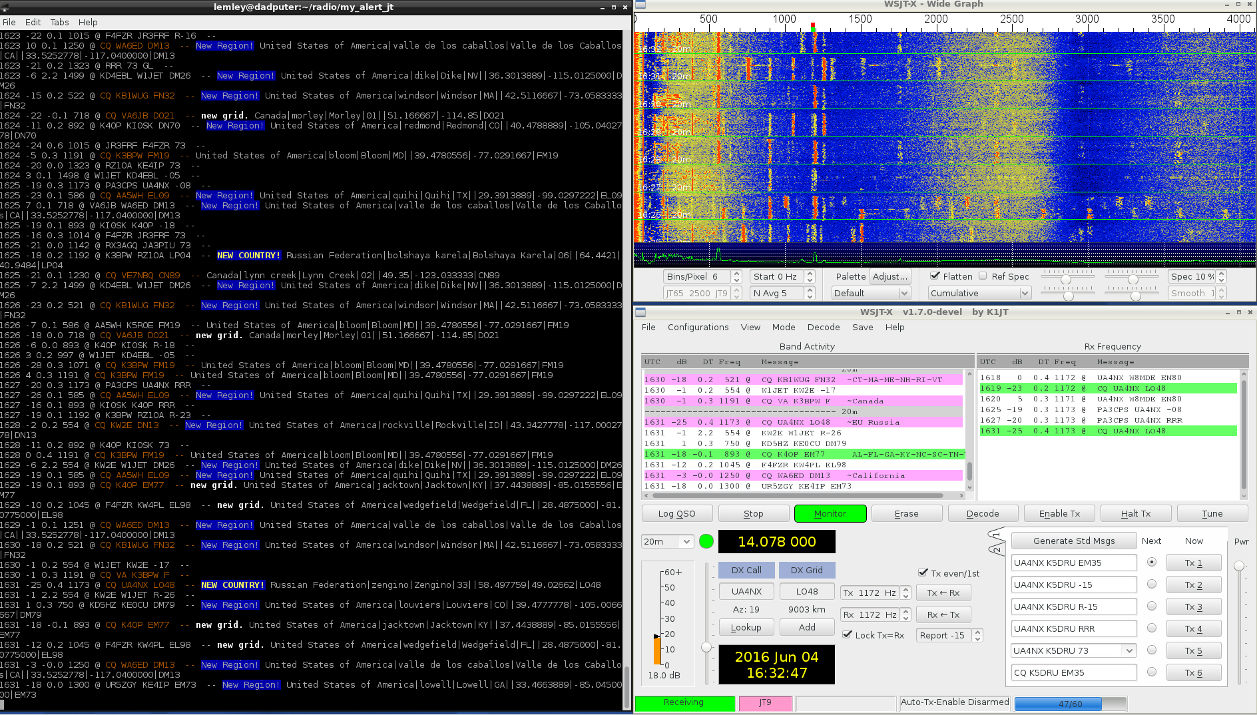 lemley@dadputer:~/radio/my_alert_jt
File Edit Tabs Help
1623 -22 0.1 1015 @ F4FZR JR3FRF R-16 --
1623 10 0.1 1250 @ CQ WA6ED DM13 -- New Region! United States of America|valle de los caballos|Valle de los Caballos
|CA||33.5252778|-117.0400000|DM13
1623 -21 0.2 1323 @ RRR 73 GL --
1623 -6 2.2 1499 @ KD4EBL W1JET DM26 -- New Region! United States of America|dike|Dike|NV||36.3013889|-115.0125000|D
M26
1624 -15 0.2 522 @ CQ KB1WUG FN32 -- New Region! United States of America|windsor|Windsor|MA||42.5116667|-73.0583333
|FN32
1624 -22 -0.1 718 @ CQ VA6JB DO21 -- new grid. Canada|morley|Morley|01||51.166667|-114.85|DO21
1624 -11 0.2 892 @ K4OP KI0SK DN70 -- New Region! United States of America|redmond|Redmond|CO||40.4788889|-105.04027
78|DN70
1624 -24 0.6 1015 @ JR3FRF F4FZR 73 --
1624 -5 0.3 1191 @ CQ K3BPW FM19 -- United States of America|bloom|Bloom|MD||39.4780556|-77.0291667|FM19
1624 -20 0.0 1323 @ RZ1OA KE4IP 73 --
1624 3 0.1 1498 @ W1JET KD4EBL -05 --
1625 -19 0.3 1173 @ PA3CPS UA4NX -08 --
1625 -23 0.1 586 @ CQ AA5WH EL09 -- New Region! United States of America|quihi|Quihi|TX||29.3913889|-99.0297222|EL09
1625 7 0.1 718 @ VA6JB WA6ED DM13 -- New Region! United States of America|valle de los caballos|Valle de los Caballo
s|CA||33.5252778|-117.0400000|DM13
1625 -19 0.1 893 @ KI0SK K4OP -18 --
1625 -16 0.3 1014 @ F4FZR JR3FRF 73 --
1625 -21 0.0 1142 @ RX3AGQ JA3PIU 73 --
1625 -18 0.2 1192 @ K3BPW RZ1OA LP04 -- NEW COUNTRY! Russian Federation|bolshaya karela|Bolshaya Karela|06||64.4421|
40.9484|LP04
1625 -21 0.1 1230 @ CQ VE7NBQ CN89 -- Canada|lynn creek|Lynn Creek|02||49.35|-123.033333|CN89
1625 -7 2.2 1499 @ KD4EBL W1JET DM26 -- New Region! United States of America|dike|Dike|NV||36.3013889|-115.0125000|D
M26
1626 -23 0.2 521 @ CQ KB1WUG FN32 -- New Region! United States of America|windsor|Windsor|MA||42.5116667|-73.0583333
|FN32
1626 -7 0.1 586 @ AA5WH K5ROE FM19 -- United States of America|bloom|Bloom|MD||39.4780556|-77.0291667|FM19
1626 -18 0.2 718 @ CQ VA6JB DO21 -- new grid. Canada|morley|Morley|01||51.166667|-114.85|DO21
1626 -6 0.0 893 @ K4OP KI0SK R-18 --
1626 3 0.2 997 @ W1JET KD4EBL -05 --
1626 -28 0.3 1071 @ CQ K3BPW FM19 -- United States of America|bloom|Bloom|MD||39.4780556|-77.0291667|FM19
1626 4 0.3 1191 @ CQ K3BPW FM19 -- United States of America|bloom|Bloom|MD||39.4780556|-77.0291667|FM19
1627 -20 0.3 1173 @ PA3CPS UA4NX RRR --
1627 -26 0.1 585 @ CQ AA5WH EL09 -- New Region! United States of America|quihi|Quihi|TX||29.3913889|-99.0297222|EL09
1627 -16 0.1 893 @ KI0SK K4OP RRR --
1627 -19 0.1 1192 @ K3BPW RZ1OA R-23 --
1628 -2 0.2 554 @ CQ KW2E DN13 -- New Region! United States of America|rockville|Rockville|ID||43.3427778|-117.00027
78|DN13
1628 -11 0.2 892 @ K4OP KI0SK 73 --
1628 0 0.4 1191 @ CQ K3BPW FM19 -- United States of America|bloom|Bloom|MD||39.4780556|-77.0291667|FM19
1629 -6 2.2 554 @ KW2E W1JET DM26 -- New Region! United States of America|dike|Dike|NV||36.3013889|-115.0125000|DM26
1629 -19 0.1 585 @ CQ AA5WH EL09 -- New Region! United States of America|quihi|Quihi|TX||29.3913889|-99.0297222|EL09
1629 -19 0.1 893 @ CQ K4OP EM77 -- new grid. United States of America|jacktown|Jacktown|KY||37.4438889|-85.0155556|E
M77
1629 -10 0.2 1049 @ F4FZR KW4PL EL98 -- new grid. United States of America|wedgefield|Wedgefield|FL||28.4875000|-81.
0775000|EL98
1629 -1 0.1 1251 @ CQ WA6ED DM13 -- New Region! United States of America|valle de los caballos|Valle de los Caballos
|CA||33.5252778|-117.0400000|DM13
1630 -18 0.2 521 @ CQ KB1WUG FN32 -- New Region! United States of America|windsor|Windsor|MA||42.5116667|-73.0583333
|FN32
1630 -1 0.2 554 @ W1JET KW2E -17 --
1630 -1 0.3 1191 @ CQ VA K3BPW F --
1631 -25 0.4 1173 @ CQ UA4NX LO48 -- NEW COUNTRY! Russian Federation|zengino|Zengino|33||58.497759|49.02662|LO48
1631 -1 2.2 554 @ KW2E W1JET R-26 --
1631 1 0.3 750 @ KD5HZ KE0CU DM79 -- New Region! United States of America|louviers|Louviers|CO||39.4777778|-105.0066
667|DM79
1631 -18 -0.1 893 @ CQ K4OP EM77 -- new grid. United States of America|jacktown|Jacktown|KY||37.4438889|-85.0155556|
EM77
1631 -12 0.2 1045 @ F4FZR KW4PL EL98 -- new grid. United States of America|wedgefield|Wedgefield|FL||28.4875000|-81.
0775000|EL98
1631 -3 -0.0 1250 @ CQ WA6ED DM13 -- New Region! United States of America|valle de los caballos|Valle de los Caballo
s|CA||33.5252778|-117.0400000|DM13
1631 -18 0.0 1300 @ UR5ZGY KE4IP EM73 -- New Region! United States of America|lowell|Lowell|GA||33.4663889|-85.04500
00|EM73
WSJT-X - Wide Graph
500 1000 1500 2000 2500 3000 3500 4000
16:32 20m
20m
20m
16:28 20m
20m
20m
20m
Bins/Pixel 6 Start 0 Hz Palette Adjust... Flatten Ref Spec Spec 10 %
JT65 2500 JT9 N Avg 5 Default Cumulative Smooth 1
WSJT-X v1.7.0-devel by K1JT
File Configurations View Mode Decode Save Help
Band Activity
UTC dB DT Freq Message
20m
1630 -18 0.2 521 @ CQ KB1WUG FN32 ~CT-MA-ME-NH-RI-VT
1630 -1 0.2 554 @ W1JET KW2E -17
1630 -1 0.3 1191 @ CQ VA K3BPW F ~Canada
20m
1631 -25 0.4 1173 @ CQ UA4NX LO48 ~EU Russia
1631 -1 2.2 554 @ KW2E W1JET R-26
1631 1 0.3 750 @ KD5HZ KE0CU DM79
1631 -18 -0.1 893 @ CQ K4OP EM77 AL-FL-GA-KY-NC-SC-TN-
1631 -12 0.2 1045 @ F4FZR KW4PL EL98
1631 -3 -0.0 1250 @ CQ WA6ED DM13 ~California
1631 -18 0.0 1300 @ UR5ZGY KE4IP EM73
Rx Frequency
UTC dB DT Freq Message
1618 0 0.4 1172 @ UA4NX W8MDE EN80
1619 -23 0.2 1172 @ CQ UA4NX LO48
1620 5 0.3 1171 @ UA4NX W8MDE EN80
1625 -19 0.3 1173 @ PA3CPS UA4NX -08
1627 -20 0.3 1173 @ PA3CPS UA4NX RRR
1631 -25 0.4 1173 @ CQ UA4NX LO48
Log QSO Stop Monitor Erase Decode Enable Tx Halt Tx Tune
20m 14.078 000
+60+
-50
-40
-30
-20
-10
-0
18.0 dB
DX Call DX Grid
UA4NX LO48
Az: 19 9003 km
Lookup Add
2016 Jun 04
16:32:47
Tx even/1st
Tx 1172 Hz Tx ← Rx
Rx 1172 Hz Rx ← Tx
Lock Tx=Rx Report -15
1
2
Generate Std Msgs Next Now Pwr
UA4NX K5DRU EM35 Tx 1
UA4NX K5DRU -15 Tx 2
UA4NX K5DRU R-15 Tx 3
UA4NX K5DRU RRR Tx 4
UA4NX K5DRU 73 Tx 5
CQ K5DRU EM35 Tx 6
Receiving JT9 Auto-Tx-Enable Disarmed 47/60